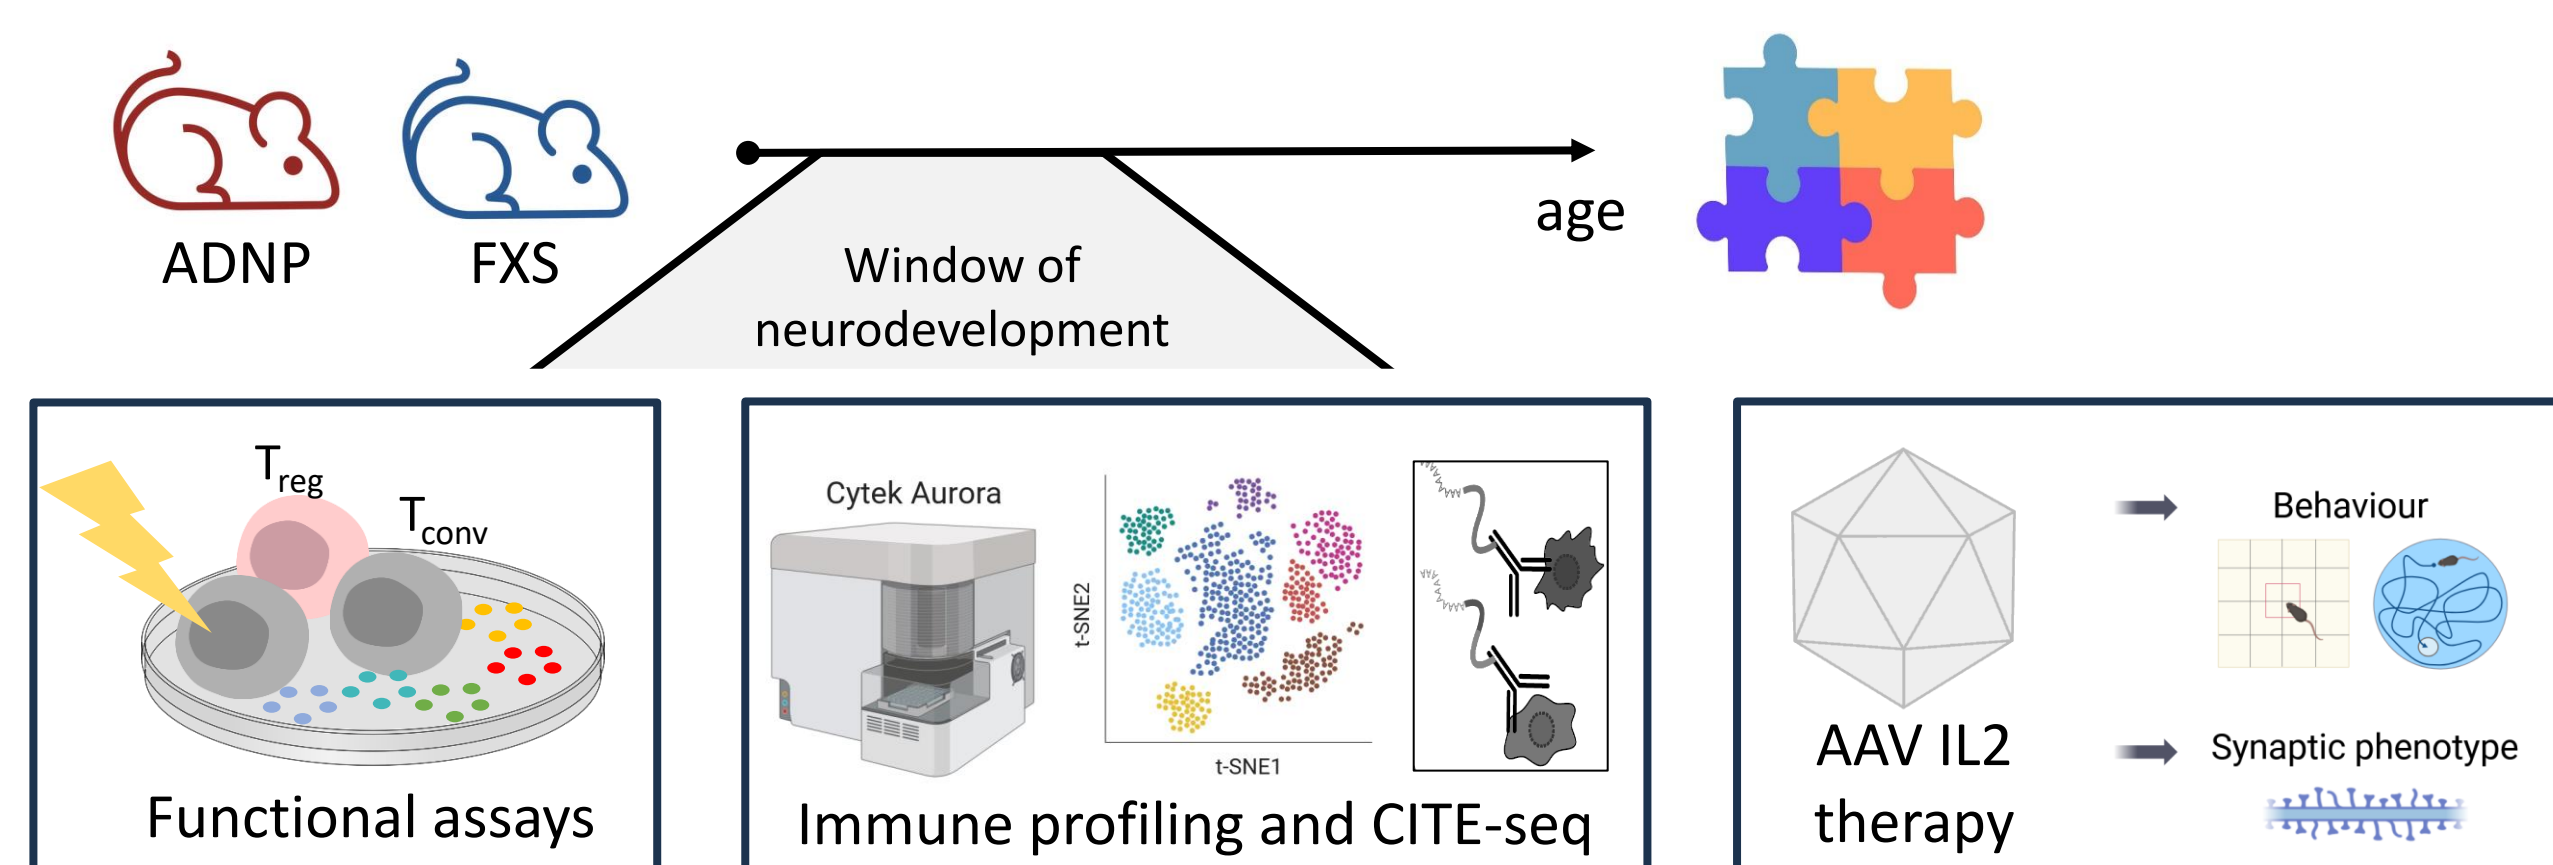 ADNP
FXS
age
Window of
neurodevelopment
Treg
Tconv
Functional assays
Cytek Aurora
t-SNE2
t-SNE1
Immune profiling and CITE-seq
AAV IL2
therapy
Behaviour
Synaptic phenotype